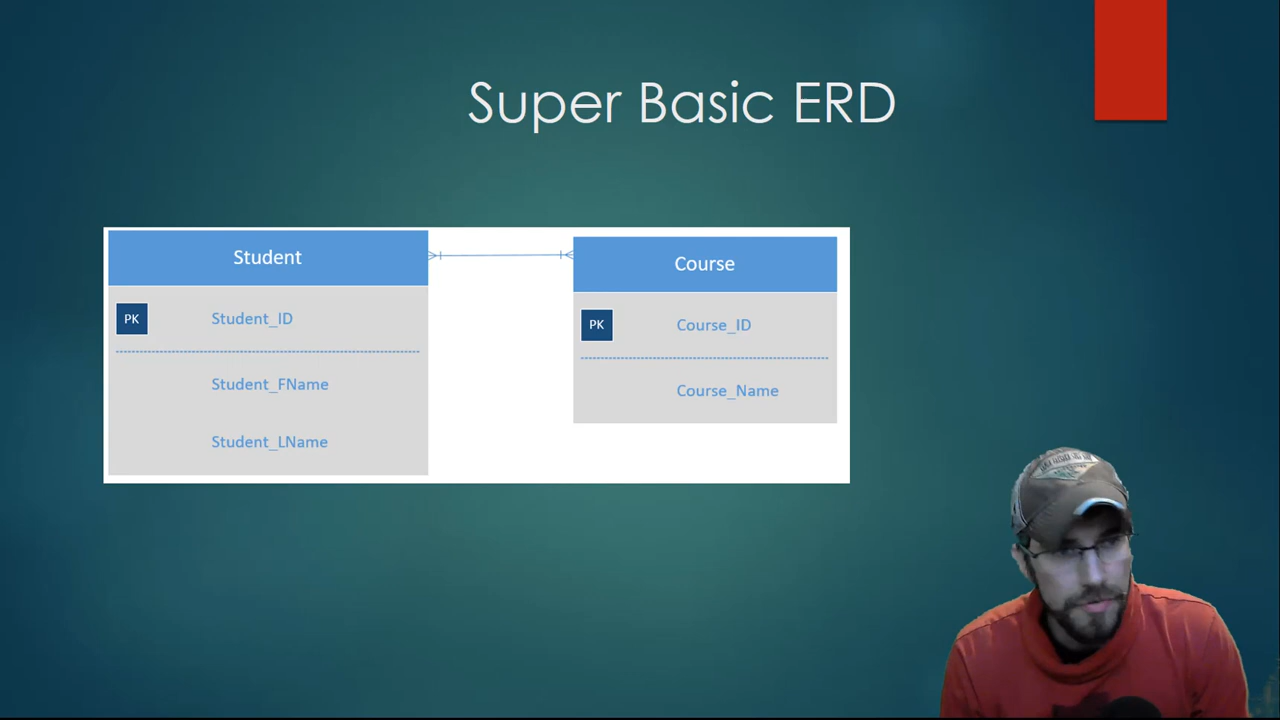 Super Basic ERD
Student
PK Student_ID
Student_FName
Student_LName
Course
PK Course_ID
Course_Name